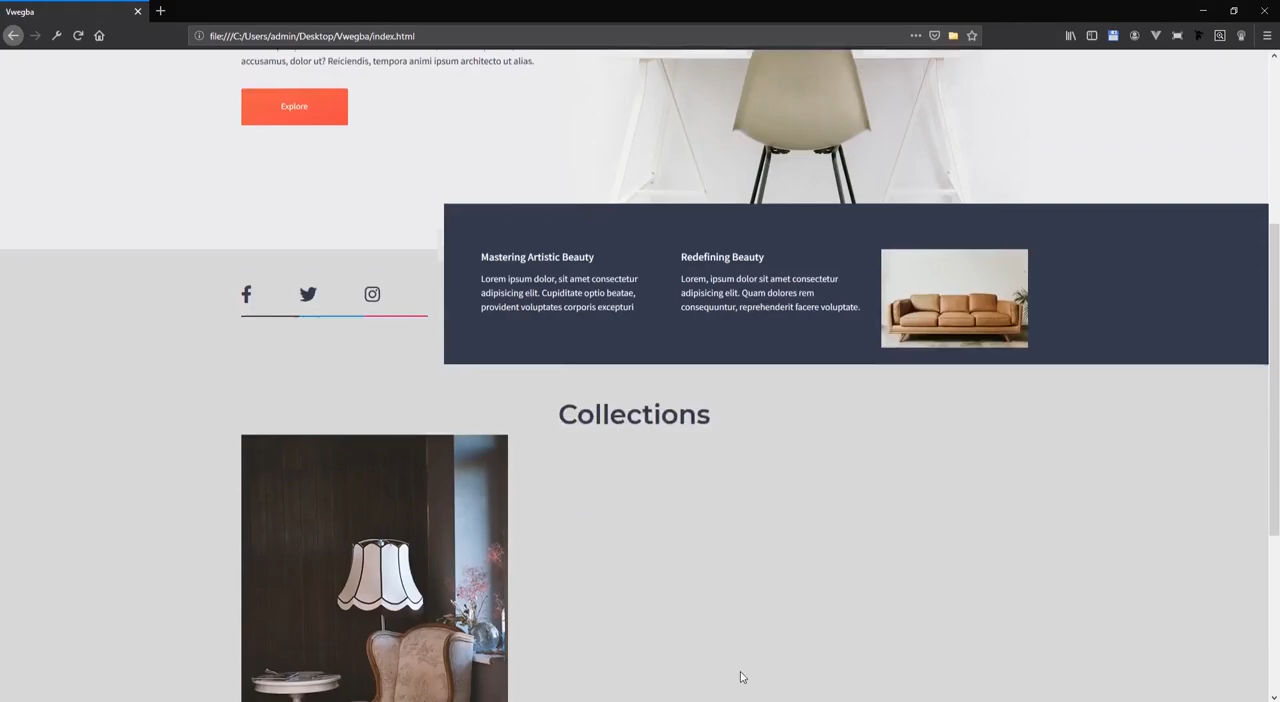 Vwegba
file:///C:/Users/admin/Desktop/Vwegba/index.html
accusamus, dolor ut? Reiciendis, tempora animi ipsum architecto ut alias.
Explore
Mastering Artistic Beauty
Lorem ipsum dolor, sit amet consectetur
adipisicing elit. Cupiditate optio beatae,
provident voluptates corporis excepturi
Redefining Beauty
Lorem, ipsum dolor sit amet consectetur
adipisicing elit. Quam dolores rem
consequuntur, reprehenderit facere voluptate.
Collections